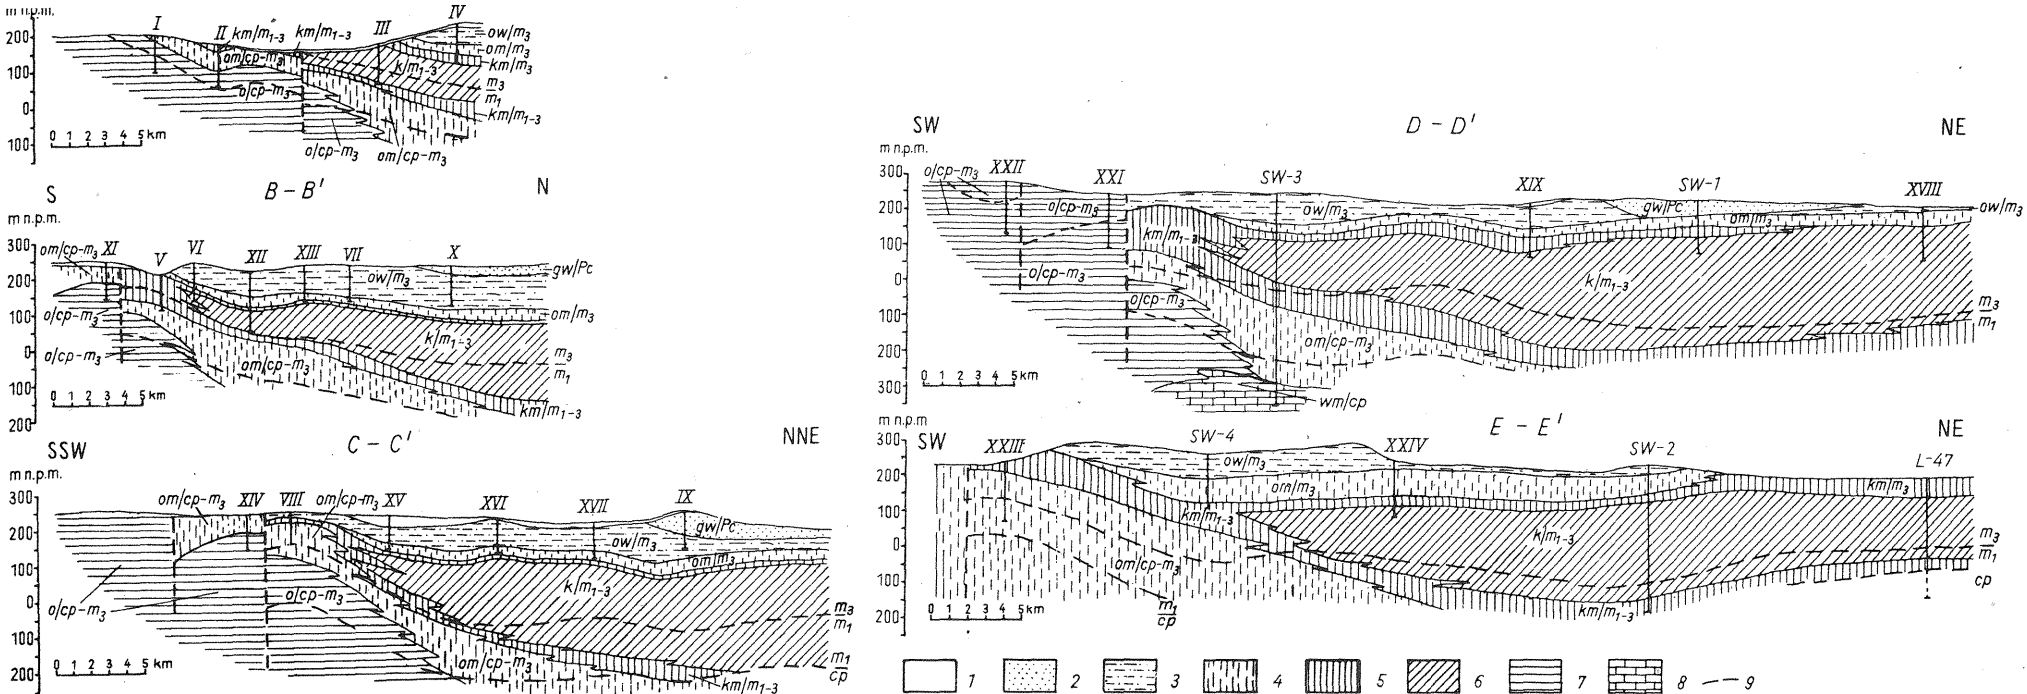 m n.p.m.
I II III IV
km/m₁₋₃ km/m₁₋₃
ow/m₃
om/m₃
km/m₃
om/cp-m₃
k/m₁₋₃
m₃
m₁
o/cp-m₃
km/m₁₋₃
200
100
0
100
0 1 2 3 4 5 km
o/cp-m₃ om/cp-m₃
S B – B' N
m n.p.m.
om/cp-m₃ XI V VI XII XIII VII X
300
200
100
0
100
200
ow/m₃
gw/Pc
om/m₃
o/cp-m₃
k/m₁₋₃
o/cp-m₃
om/cp-m₃
m₃
m₁
0 1 2 3 4 5 km
km/m₁₋₃
SSW C – C' NNE
m n.p.m.
om/cp-m₃ XIV VIII om/cp-m₃ XV XVI XVII IX
300
200
100
0
100
200
gw/Pc
ow/m₃
om/m₃
k/m₁₋₃
o/cp-m₃
o/cp-m₃
m₃
m₁
0 1 2 3 4 5 km
om/cp-m₃
m₁
cp
km/m₁₋₃
SW D – D' NE
m n.p.m.
o/cp-m₃ XXII XXI SW-3 XIX SW-1 XVIII
300
200
100
0
100
200
300
o/cp-m₃
ow/m₃
gw/Pc
om/m₃
ow/m₃
km/m₁₋₃
o/cp-m₃
k/m₁₋₃
o/cp-m₃
m₃
m₁
om/cp-m₃
0 1 2 3 4 5 km
wm/cp
SW E – E' NE
m n.p.m.
XXIII SW-4 XXIV SW-2 L-47
300
200
100
0
100
200
ow/m₃
om/m₃
km/m₃
km/m₁₋₃
k/m₁₋₃
m₃
m₁
cp
om/cp-m₃
0 1 2 3 4 5 km
m₁
cp
km/m₁₋₃
1 2 3 4 5 6 7 8 9